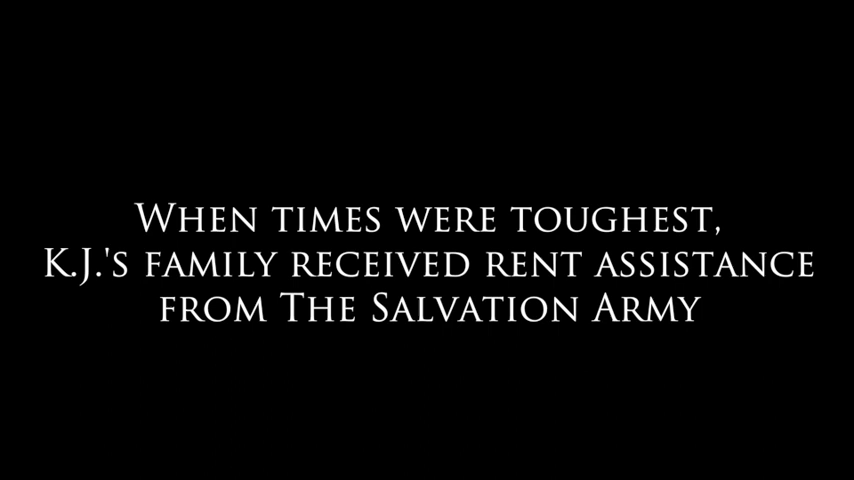 When times were toughest,
K.J.'s family received rent assistance
from The Salvation Army